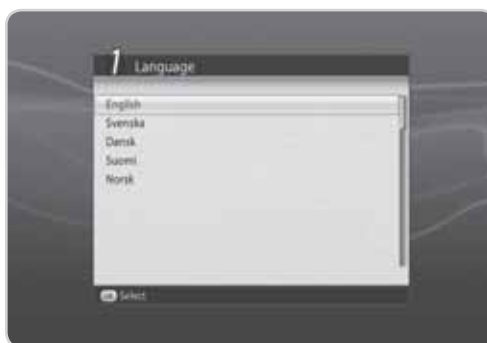 1 Language
English
Svenska
Dansk
Suomi
Norsk
OK Select